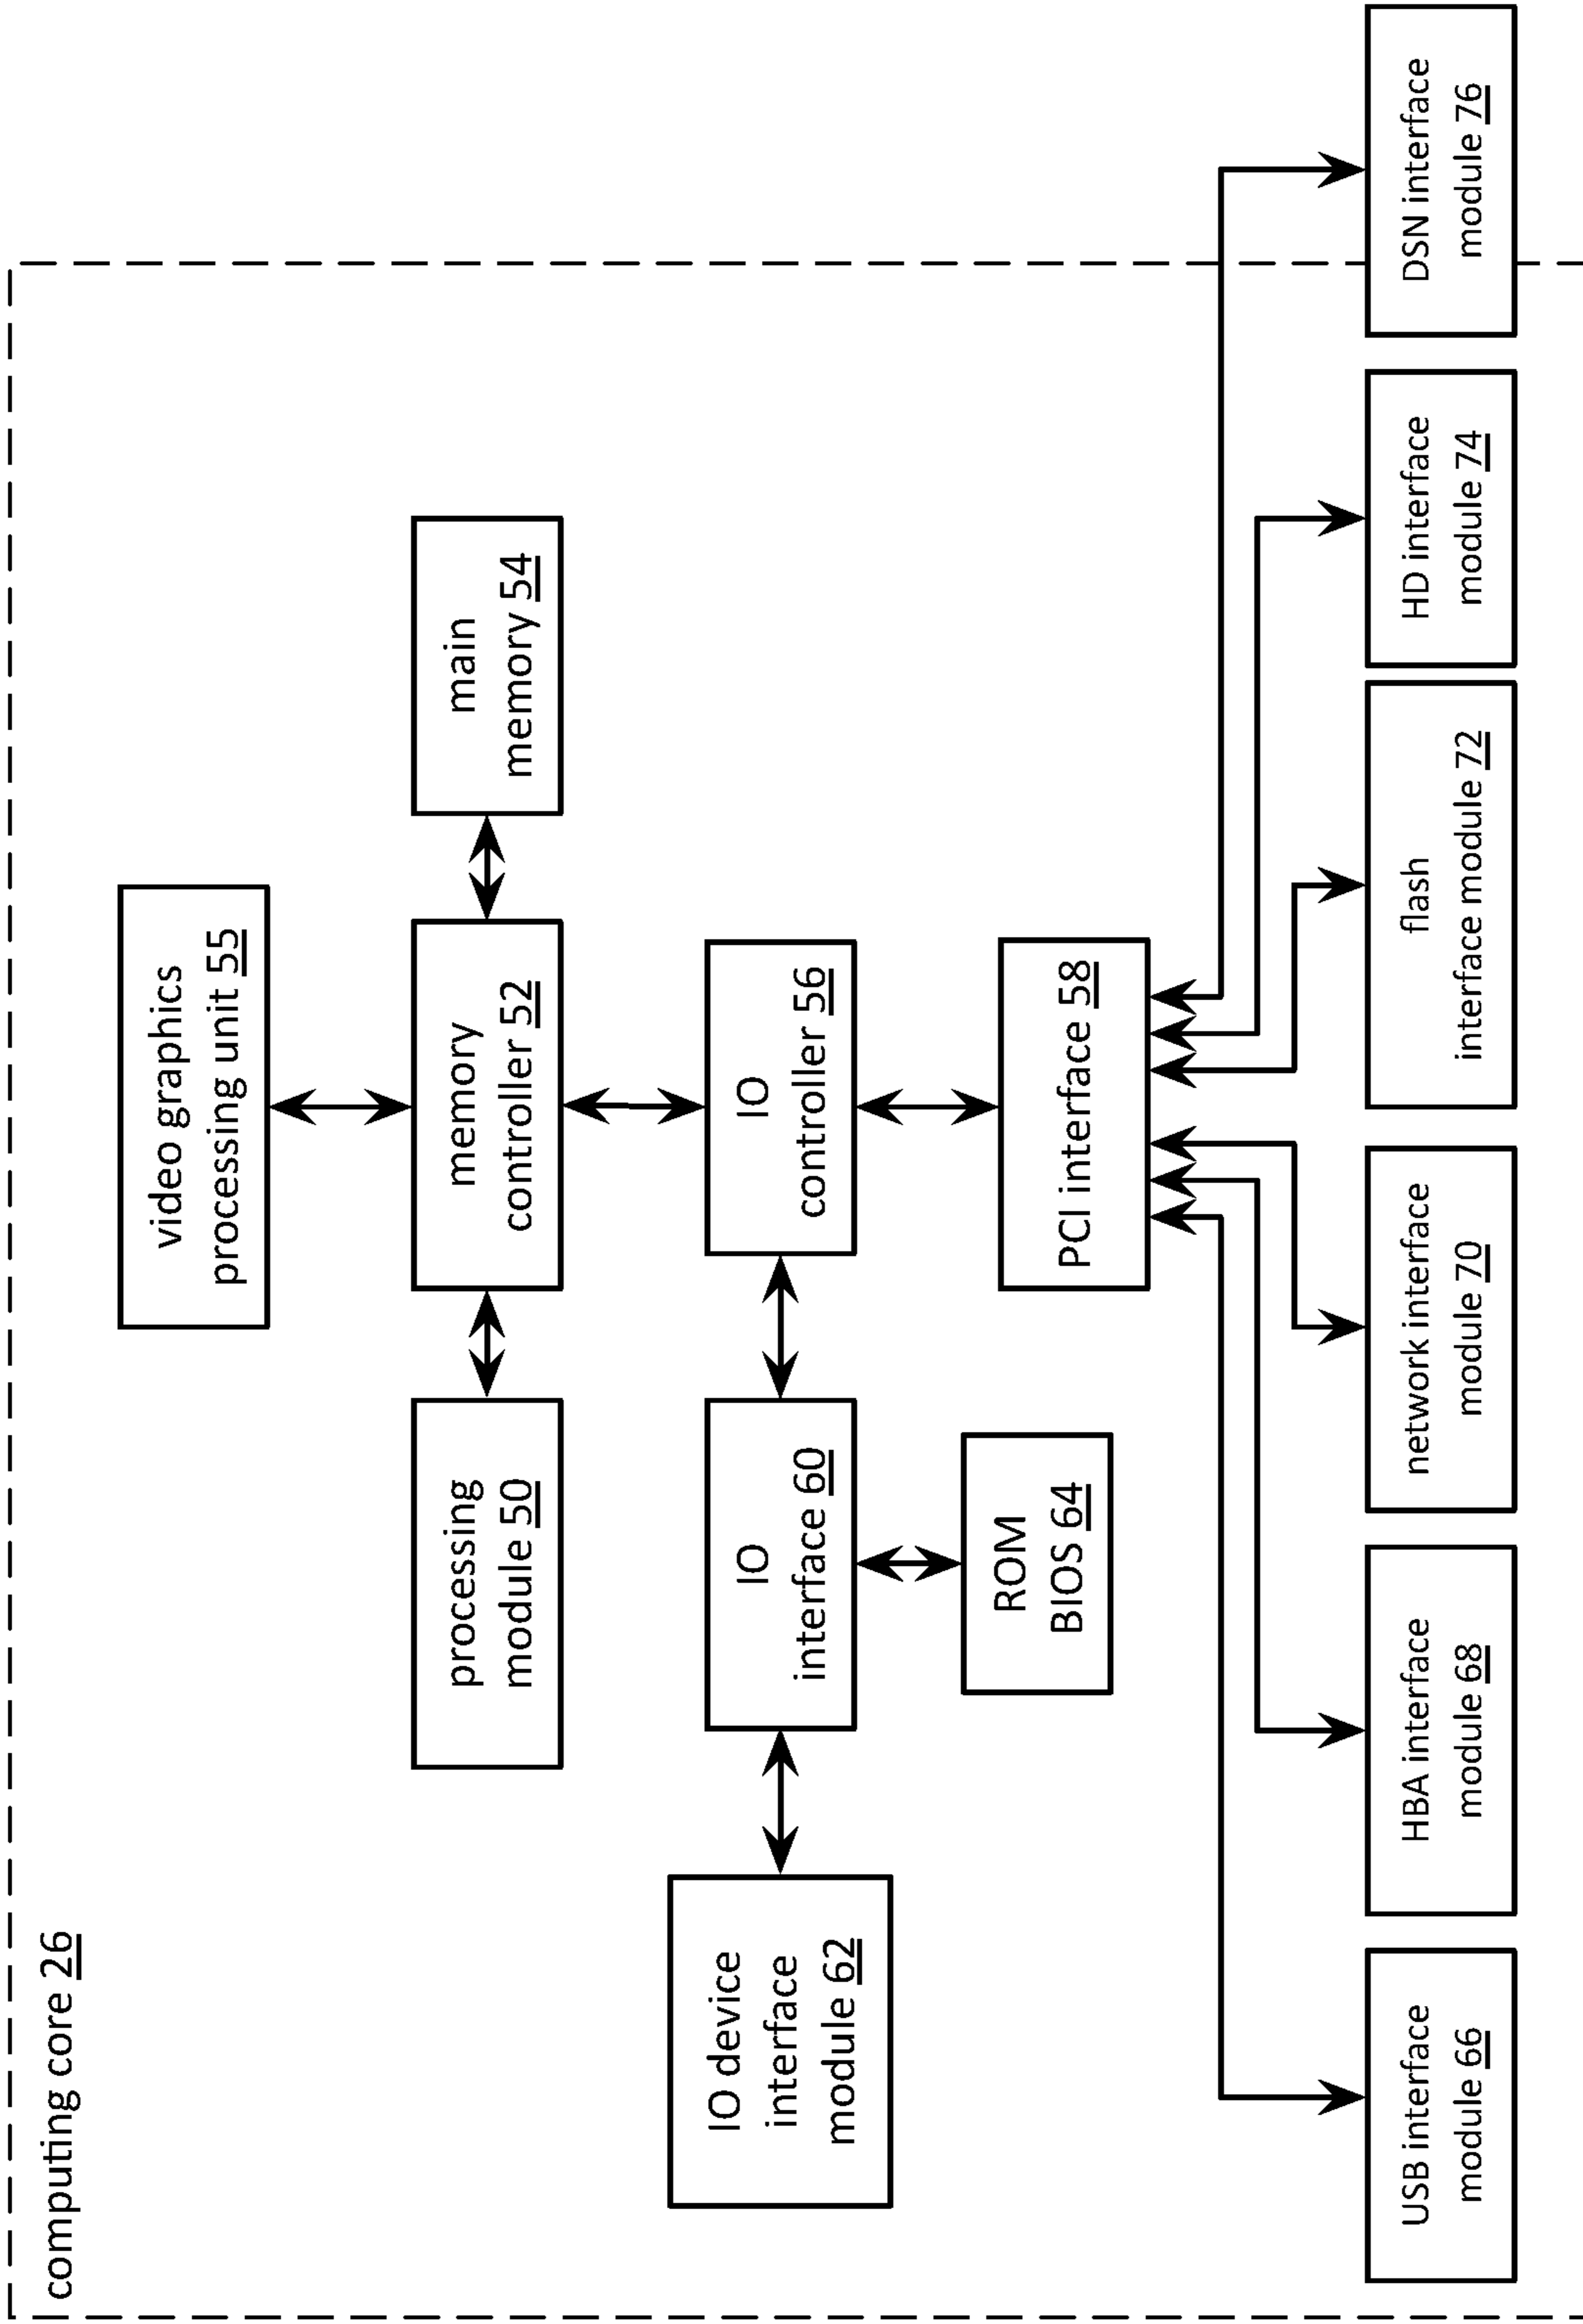 computing core 26
video graphics
processing unit 55
processing
module 50
memory
controller 52
main
memory 54
IO device
interface
module 62
IO
interface 60
IO
controller 56
ROM
BIOS 64
PCI interface 58
USB interface
module 66
HBA interface
module 68
network interface
module 70
flash
interface module 72
HD interface
module 74
DSN interface
module 76